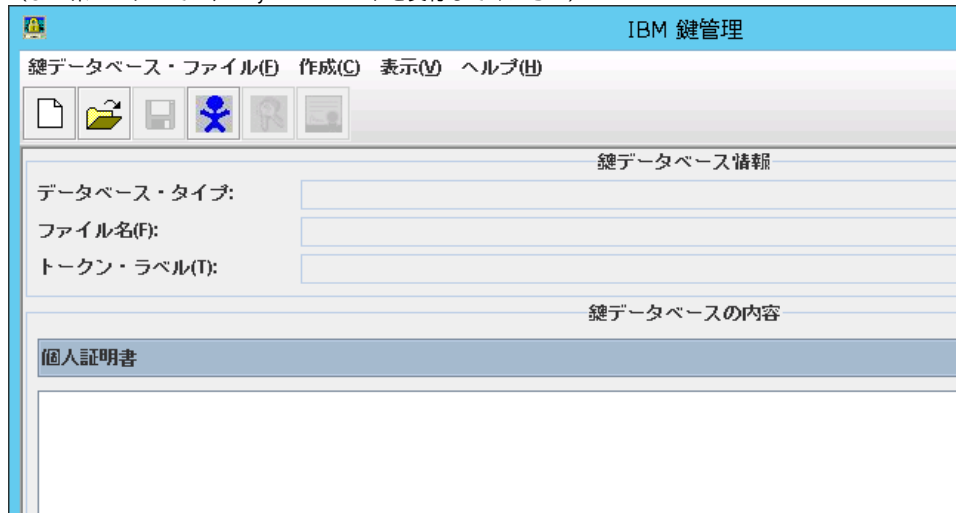 IBM 鍵管理
鍵データベース・ファイル(F) 作成(C) 表示(V) ヘルプ(H)
鍵データベース情報
データベース・タイプ:
ファイル名(F):
トークン・ラベル(T):
鍵データベースの内容
個人証明書